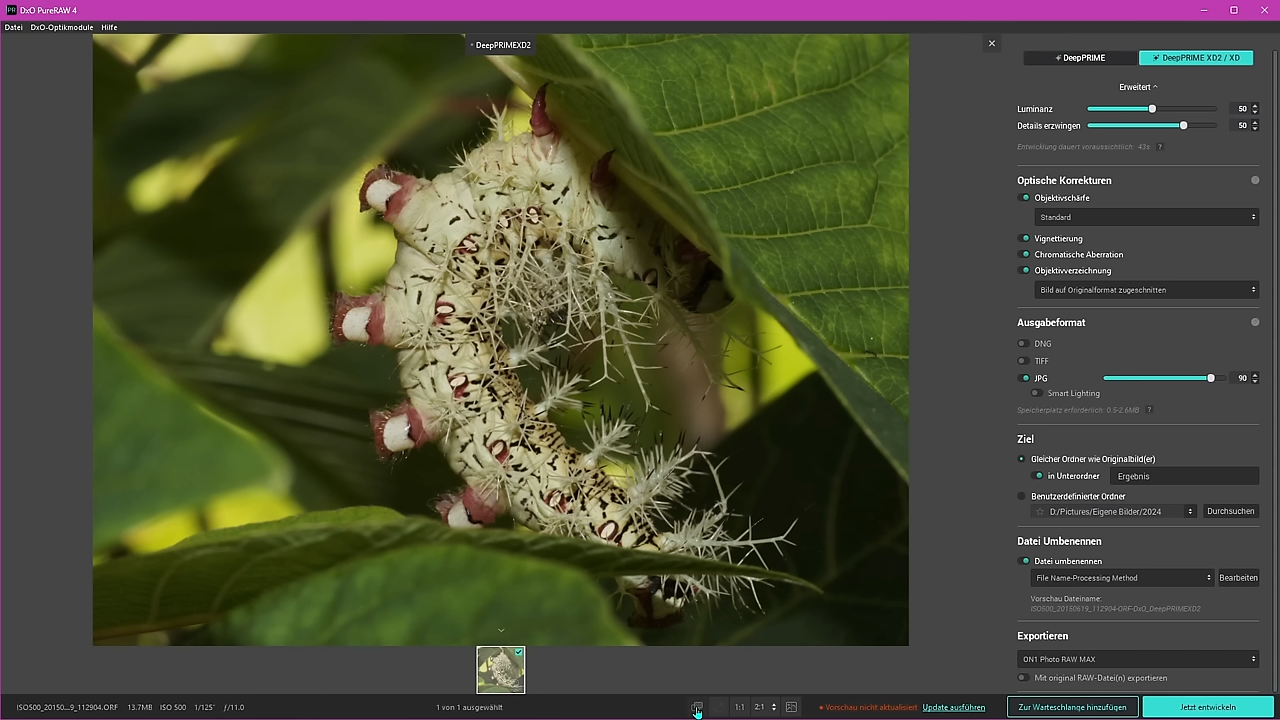 PR DxO PureRAW 4
Datei DxO-Optikmodule Hilfe
DeepPRIMEXD2
DeepPRIME
DeepPRIME XD2 / XD
Erweitert
Luminanz 50
Details erzwingen 50
Entwicklung dauert voraussichtlich: 43s ?
Optische Korrekturen
Objektivschärfe
Standard
Vignettierung
Chromatische Aberration
Objektivverzeichnung
Bild auf Originalformat zugeschnitten
Ausgabeformat
DNG
TIFF
JPG 90
Smart Lighting
Speicherplatz erforderlich: 0.5-2.6MB ?
Ziel
Gleicher Ordner wie Originalbild(er)
in Unterordner Ergebnis
Benutzerdefinierter Ordner
D:/Pictures/Eigene Bilder/2024 Durchsuchen
Datei Umbenennen
Datei umbenennen
File Name-Processing Method Bearbeiten
Vorschau Dateiname:
ISO500_20150619_112904-ORF-DxO_DeepPRIMEXD2
Exportieren
ON1 Photo RAW MAX
Mit original RAW-Datei(n) exportieren
ISO500_20150...9_112904.ORF 13.7MB ISO 500 1/125" ƒ/11.0 1 von 1 ausgewählt 1:1 2:1 Vorschau nicht aktualisiert Update ausführen Zur Warteschlange hinzufügen Jetzt entwickeln